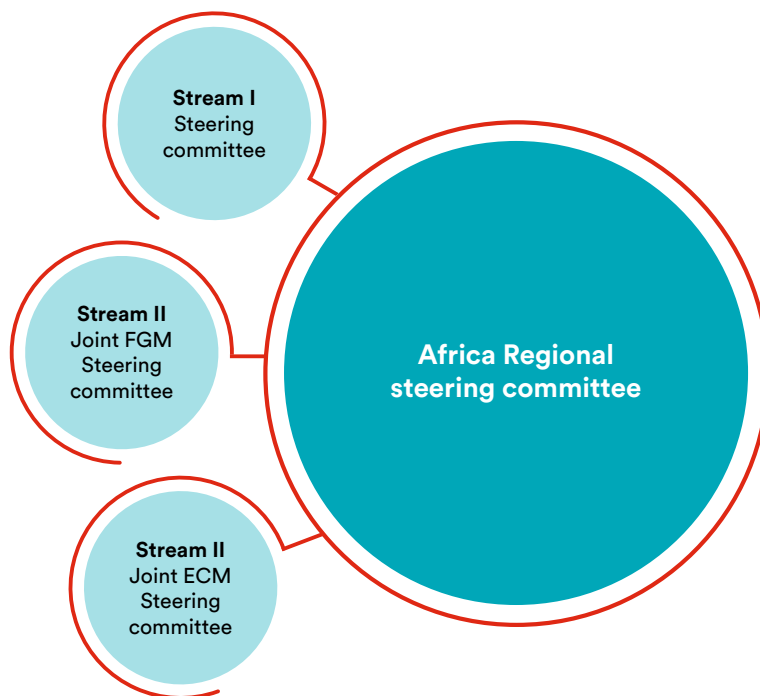 Stream I
Steering
committee
Stream II
Joint FGM
Steering
committee
Africa Regional
steering committee
Stream II
Joint ECM
Steering
committee